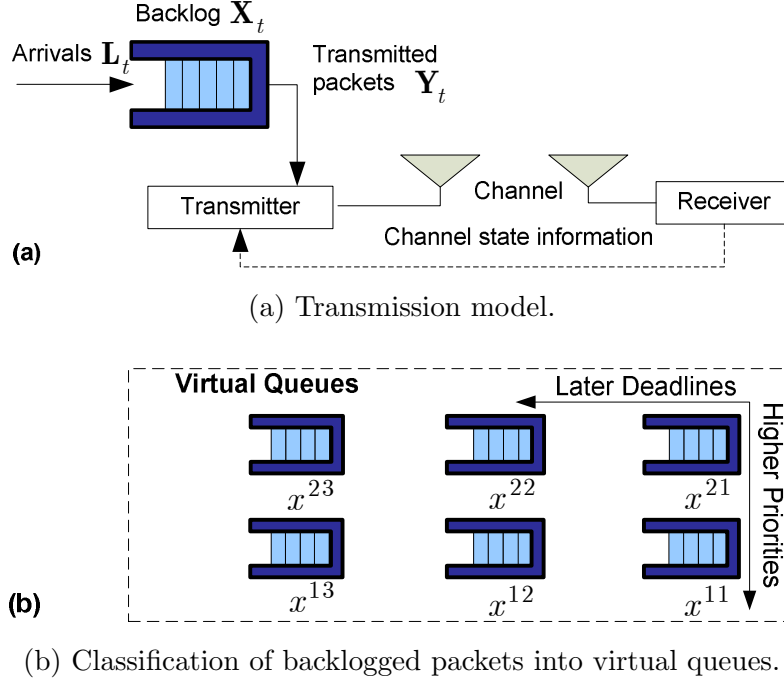 Backlog X_t
Arrivals L_t
Transmitted
packets Y_t
Transmitter
Channel
Receiver
Channel state information
(a)
(a) Transmission model.
Virtual Queues
Later Deadlines
Higher Priorities
x^{23} x^{22} x^{21}
x^{13} x^{12} x^{11}
(b)
(b) Classification of backlogged packets into virtual queues.